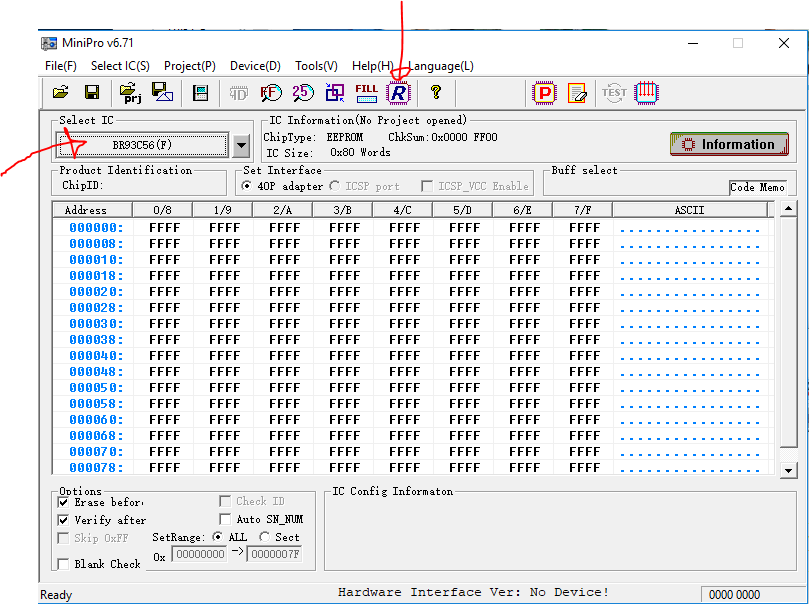 MiniPro v6.71
File(F) Select IC(S) Project(P) Device(D) Tools(V) Help(H) Language(L)
prj ID FF 25 FILL R ? P TEST
Select IC
BR93C56(F)
IC Information(No Project opened)
ChipType: EEPROM ChkSum:0x0000 FF00
IC Size: 0x80 Words
Information
Product Identification
ChipID:
Set Interface
40P adapter ICSP port ICSP_VCC Enable
Buff select
Code Memo
Address 0/8 1/9 2/A 3/B 4/C 5/D 6/E 7/F ASCII
000000: FFFF FFFF FFFF FFFF FFFF FFFF FFFF FFFF ................
000008: FFFF FFFF FFFF FFFF FFFF FFFF FFFF FFFF ................
000010: FFFF FFFF FFFF FFFF FFFF FFFF FFFF FFFF ................
000018: FFFF FFFF FFFF FFFF FFFF FFFF FFFF FFFF ................
000020: FFFF FFFF FFFF FFFF FFFF FFFF FFFF FFFF ................
000028: FFFF FFFF FFFF FFFF FFFF FFFF FFFF FFFF ................
000030: FFFF FFFF FFFF FFFF FFFF FFFF FFFF FFFF ................
000038: FFFF FFFF FFFF FFFF FFFF FFFF FFFF FFFF ................
000040: FFFF FFFF FFFF FFFF FFFF FFFF FFFF FFFF ................
000048: FFFF FFFF FFFF FFFF FFFF FFFF FFFF FFFF ................
000050: FFFF FFFF FFFF FFFF FFFF FFFF FFFF FFFF ................
000058: FFFF FFFF FFFF FFFF FFFF FFFF FFFF FFFF ................
000060: FFFF FFFF FFFF FFFF FFFF FFFF FFFF FFFF ................
000068: FFFF FFFF FFFF FFFF FFFF FFFF FFFF FFFF ................
000070: FFFF FFFF FFFF FFFF FFFF FFFF FFFF FFFF ................
000078: FFFF FFFF FFFF FFFF FFFF FFFF FFFF FFFF ................
Options
Erase befor
Check ID
Verify after
Auto SN_NUM
Skip 0xFF
SetRange: ALL Sect
Blank Check
0x 00000000 -> 0000007F
IC Config Informaton
Ready
Hardware Interface Ver: No Device!
0000 0000